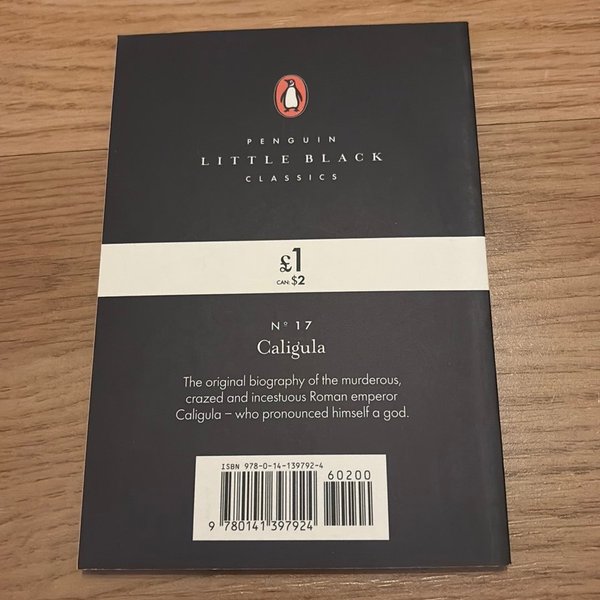 PENGUIN
LITTLE BLACK
CLASSICS
£1
CAN: $2
Nº 17
Caligula
The original biography of the murderous,
crazed and incestuous Roman emperor
Caligula – who pronounced himself a god.
ISBN 978-0-14-139792-4
60200
9 780141 397924